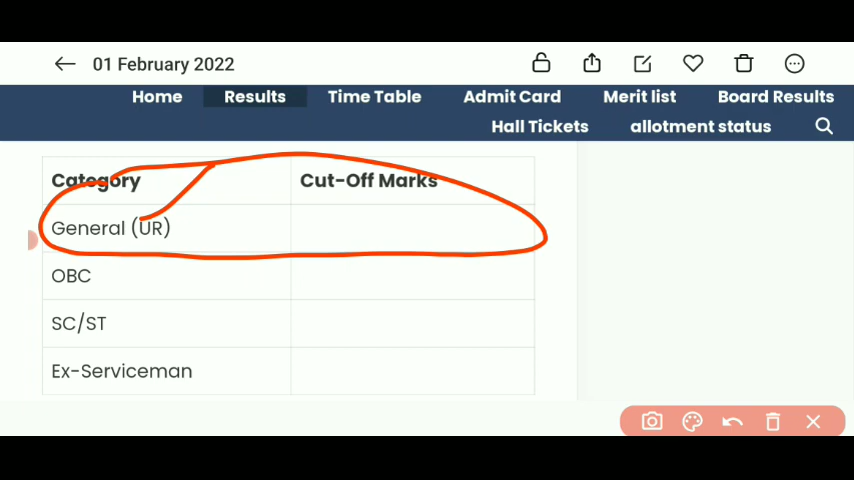 01 February 2022
Home Results Time Table Admit Card Merit list Board Results
Hall Tickets allotment status
Category Cut-Off Marks
General (UR)
OBC
SC/ST
Ex-Serviceman